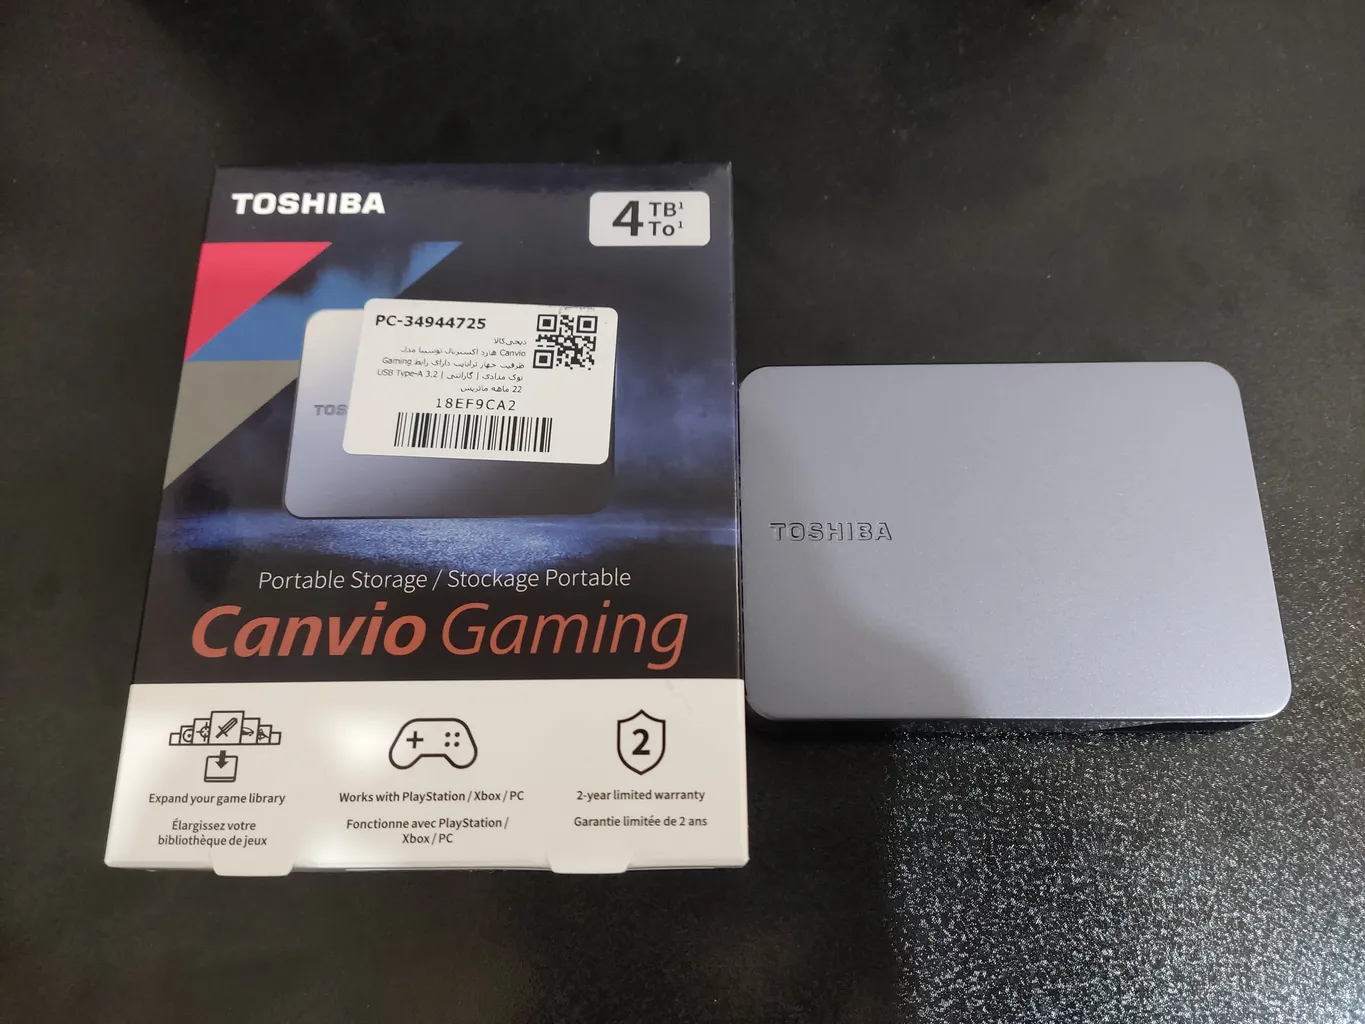 TOSHIBA
4 TB¹
To¹
PC-34944725
دیجی‌کالا
هارد اکسترنال توشیبا مدل Canvio
Gaming ظرفیت چهار ترابایت دارای رابط
USB Type-A 3.2 | نوک مدادی | گارانتی
22 ماهه ماتریس
18EF9CA2
TOS
Portable Storage / Stockage Portable
Canvio Gaming
Expand your game library
Élargissez votre
bibliothèque de jeux
Works with PlayStation / Xbox / PC
Fonctionne avec PlayStation /
Xbox / PC
2
2-year limited warranty
Garantie limitée de 2 ans
TOSHIBA